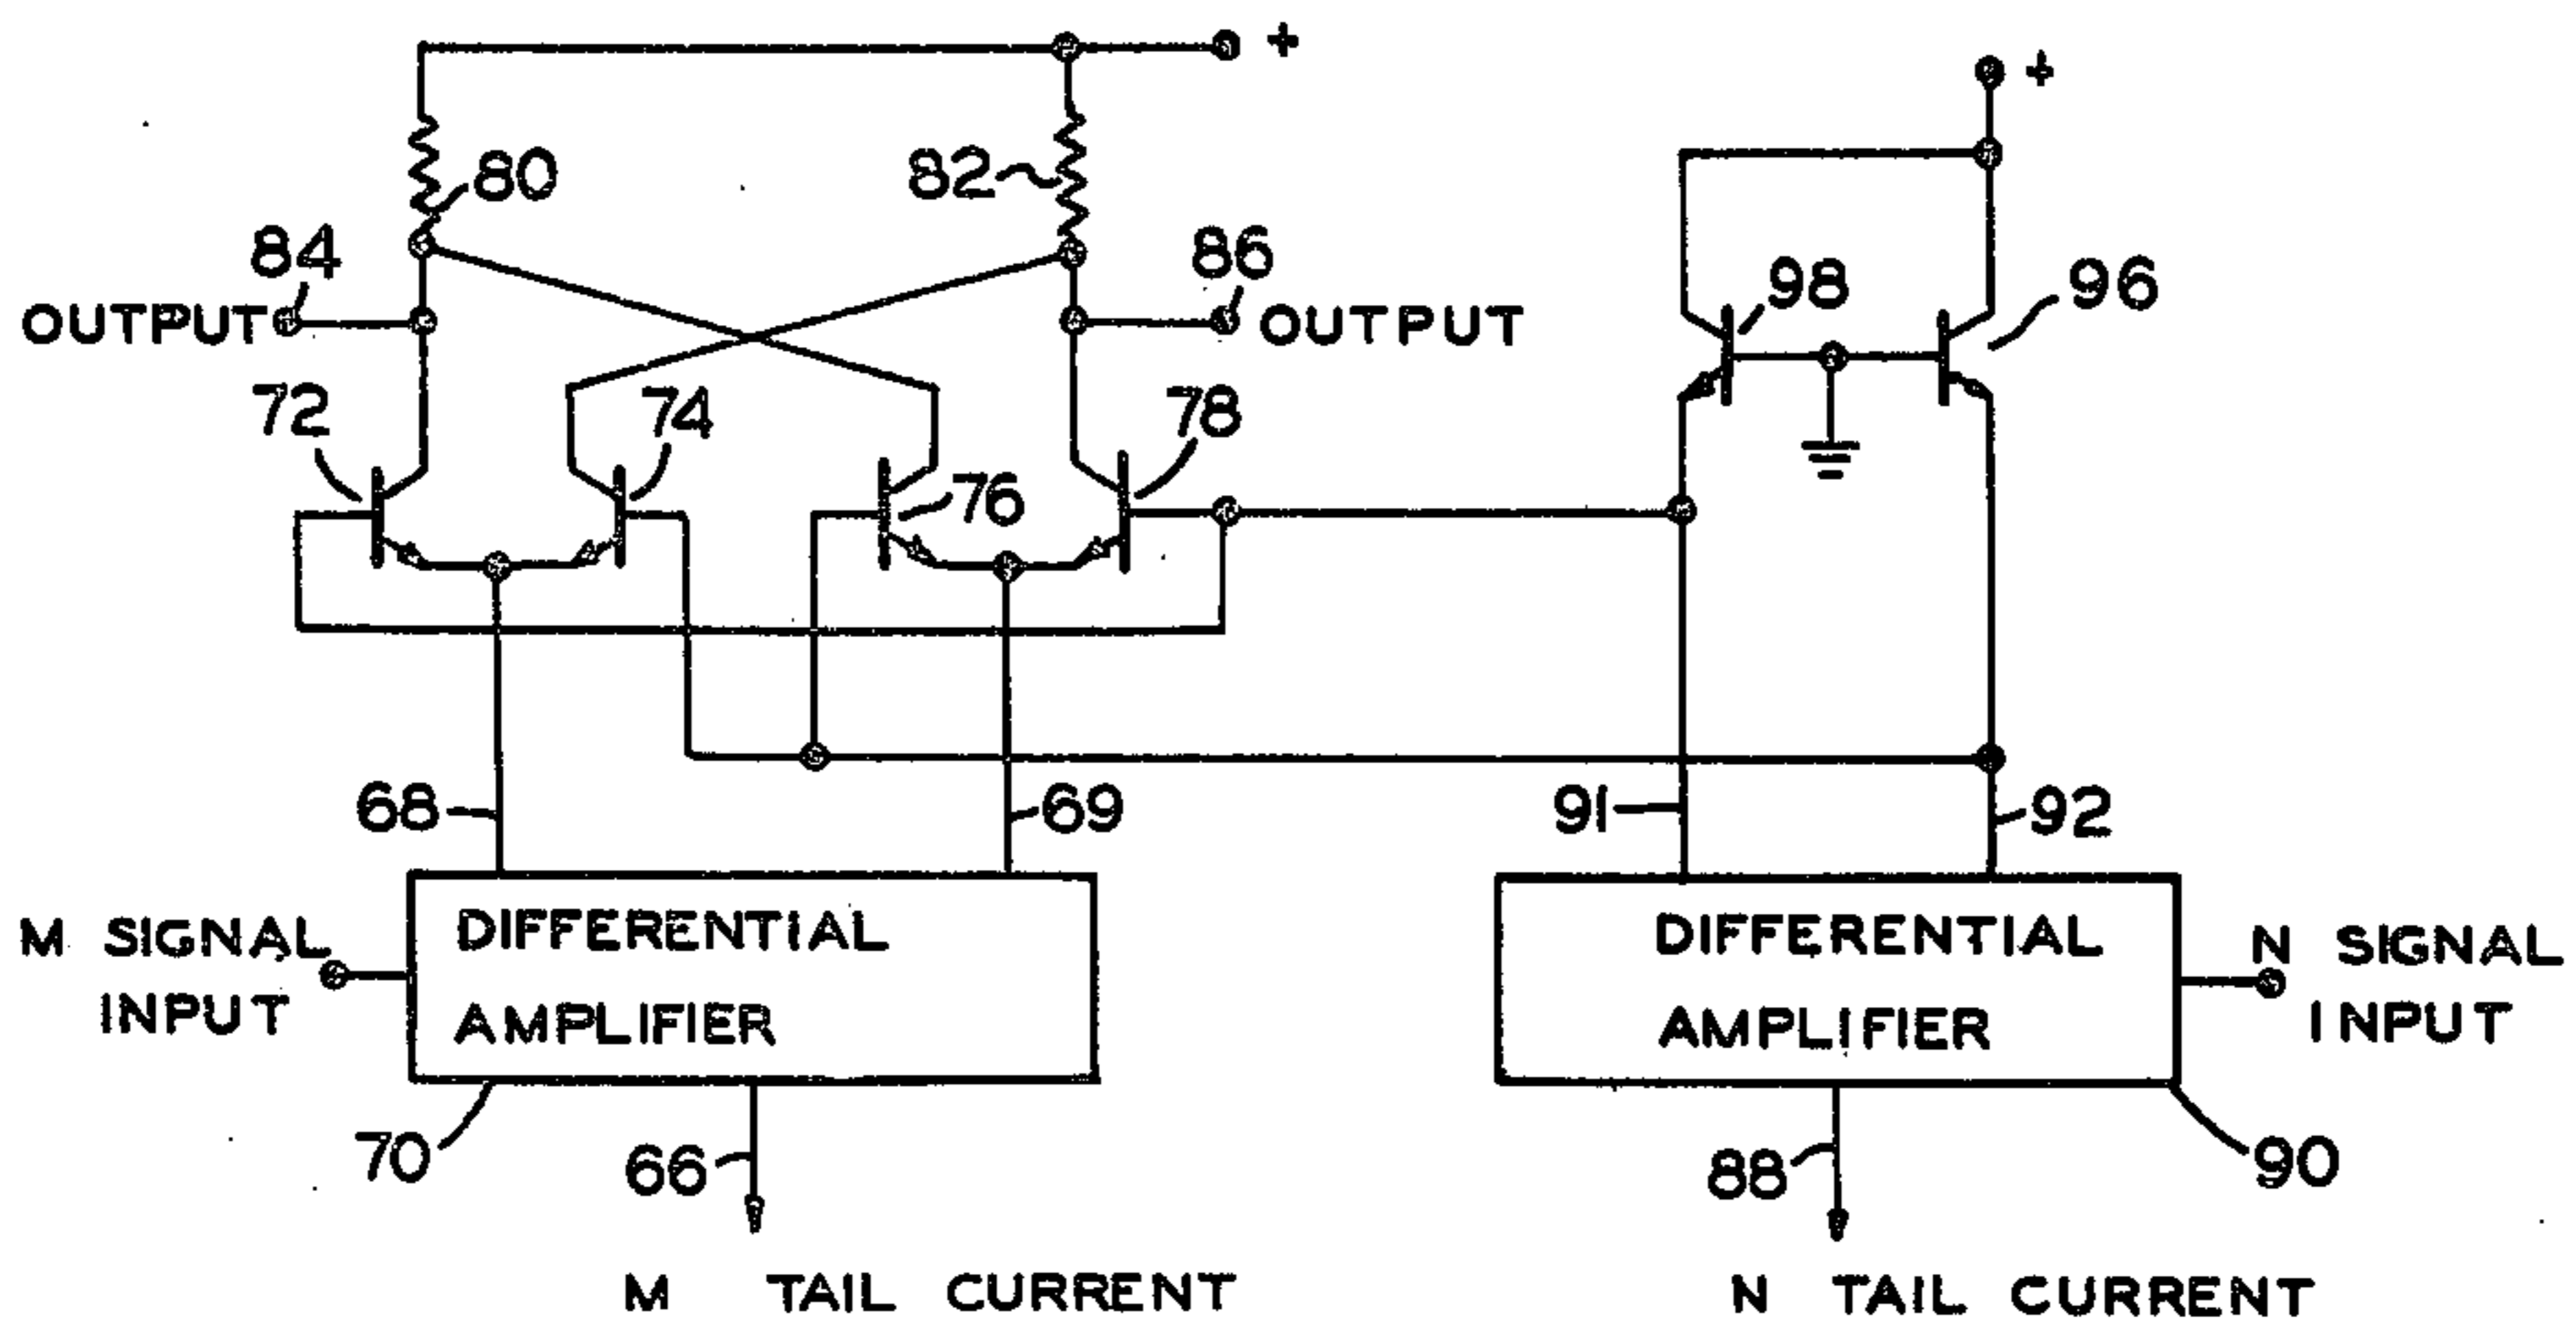 +
+
80
82
84
86
98
96
OUTPUT
OUTPUT
72
74
78
76
68
69
91
92
M SIGNAL
INPUT
DIFFERENTIAL
AMPLIFIER
DIFFERENTIAL
AMPLIFIER
N SIGNAL
INPUT
70
66
88
90
M TAIL CURRENT
N TAIL CURRENT